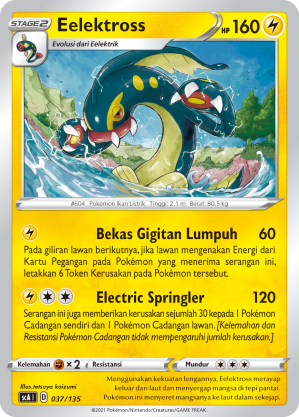 STAGE 2 Eelektross HP 160
Evolusi dari Eelektrik
#604 Pokémon Ikan Listrik Tinggi: 2.1 m Berat: 80.5 kg
Bekas Gigitan Lumpuh 60
Pada giliran lawan berikutnya, jika lawan mengenakan Energi dari
Kartu Pegangan pada Pokémon yang menerima serangan ini,
letakkan 6 Token Kerusakan pada Pokémon tersebut.
Electric Springler 120
Serangan ini juga memberikan kerusakan sejumlah 30 kepada 1 Pokémon
Cadangan sendiri dan 1 Pokémon Cadangan lawan. [Kelemahan dan
Resistansi Pokémon Cadangan tidak mempengaruhi jumlah kerusakan.]
Kelemahan × 2 Resistansi Mundur
Illus. tetsuya koizumi
Menggunakan kekuatan lengannya, Eelektross merayap
keluar dari laut dan menyergap mangsa di tepi pantai.
Indonesia membawa mangsanya ke laut dalam sekejap.
sc A I D 037/135
©2021 Pokémon/Nintendo/Creatures/GAME FREAK